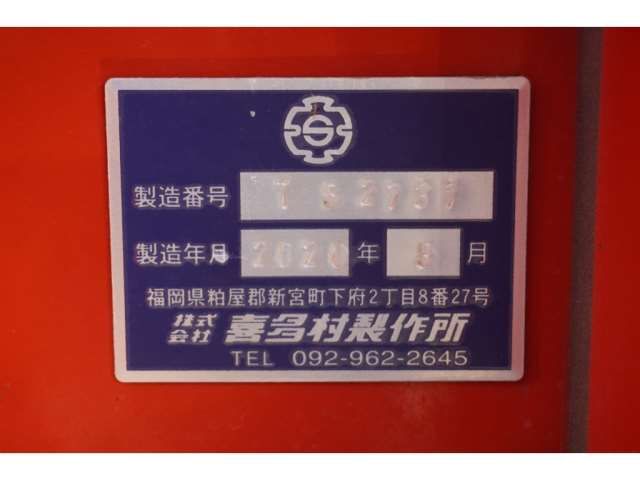 製造番号
製造年月 2020 年 月
福岡県粕屋郡新宮町下府2丁目8番27号
株式会社 喜多村製作所
TEL 092-962-2645